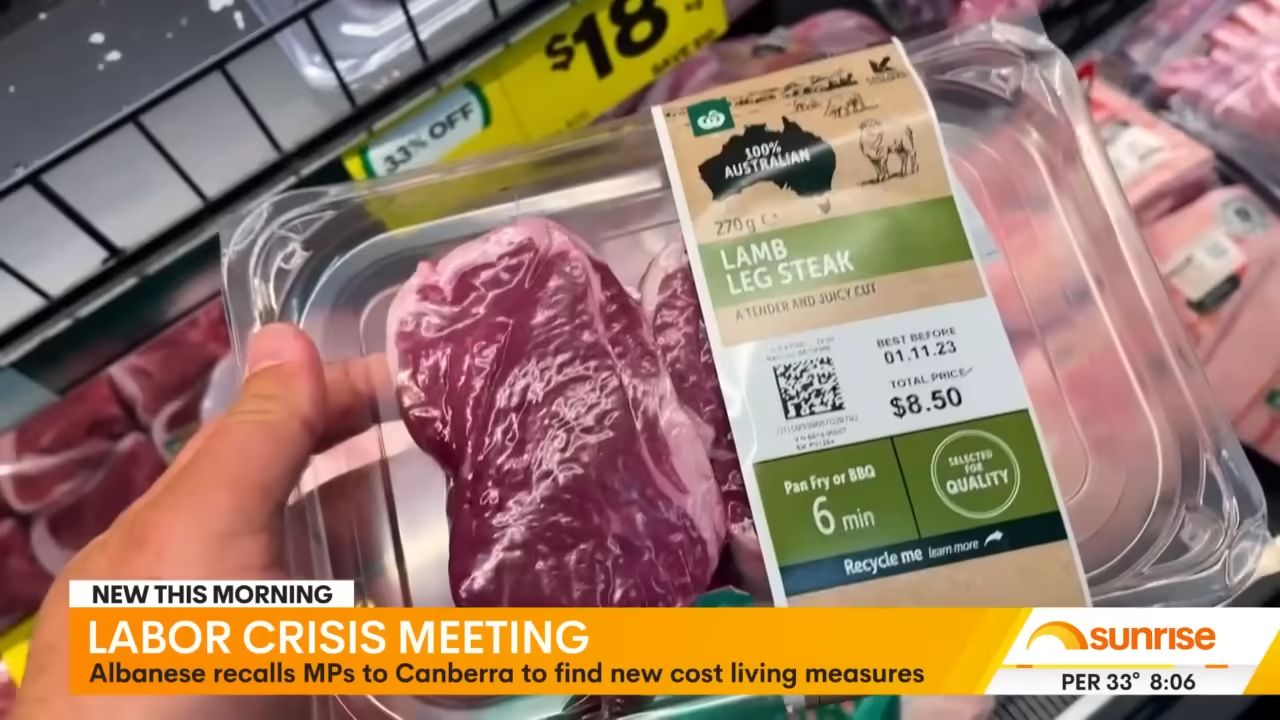 $18
kg
SAVE $9
33% OFF
100%
AUSTRALIAN
270g e
LAMB
LEG STEAK
A TENDER AND JUICY CUT
BEST BEFORE
01.11.23
TOTAL PRICE
$8.50
Pan Fry or BBQ
6 min
SELECTED
FOR
QUALITY
Recycle me learn more
NEW THIS MORNING
LABOR CRISIS MEETING
Albanese recalls MPs to Canberra to find new cost living measures
sunrise
PER 33° 8:06